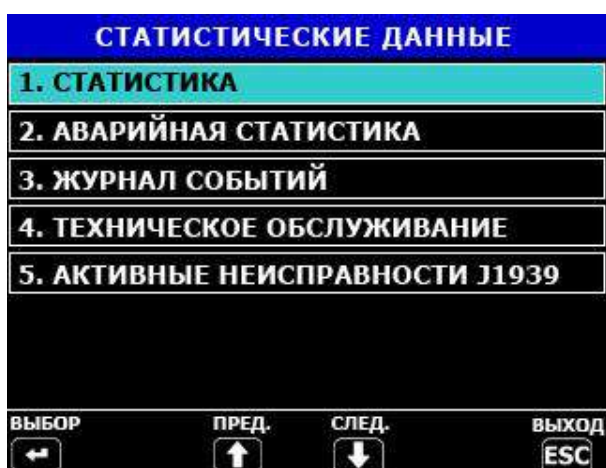 СТАТИСТИЧЕСКИЕ ДАННЫЕ
1. СТАТИСТИКА
2. АВАРИЙНАЯ СТАТИСТИКА
3. ЖУРНАЛ СОБЫТИЙ
4. ТЕХНИЧЕСКОЕ ОБСЛУЖИВАНИЕ
5. АКТИВНЫЕ НЕИСПРАВНОСТИ J1939
ВЫБОР ПРЕД. СЛЕД. ВЫХОД
ESC